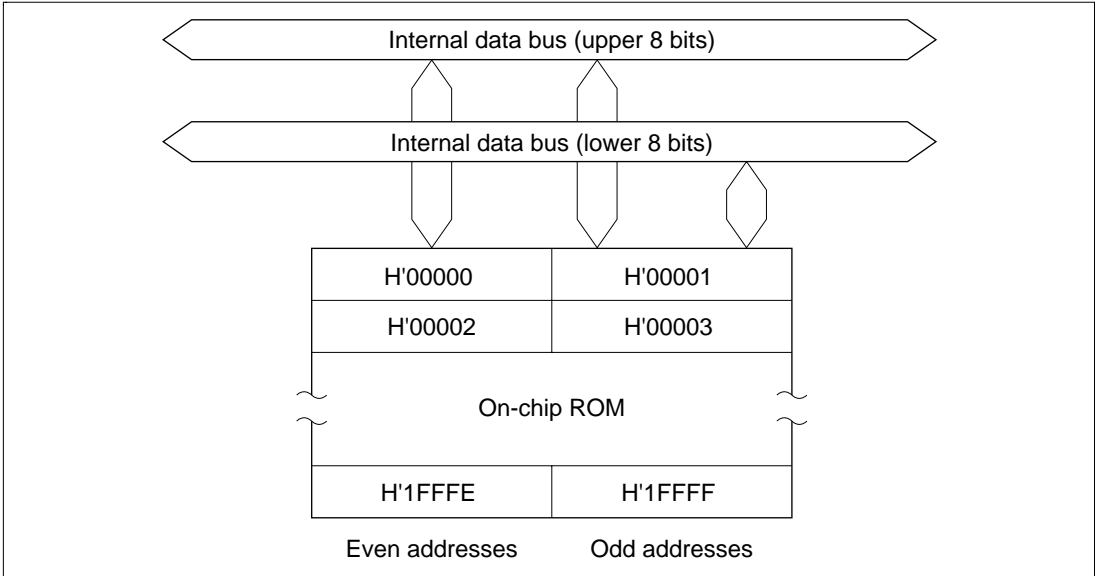 Internal data bus (upper 8 bits)
Internal data bus (lower 8 bits)
H'00000 H'00001
H'00002 H'00003
On-chip ROM
H'1FFFE H'1FFFF
Even addresses Odd addresses